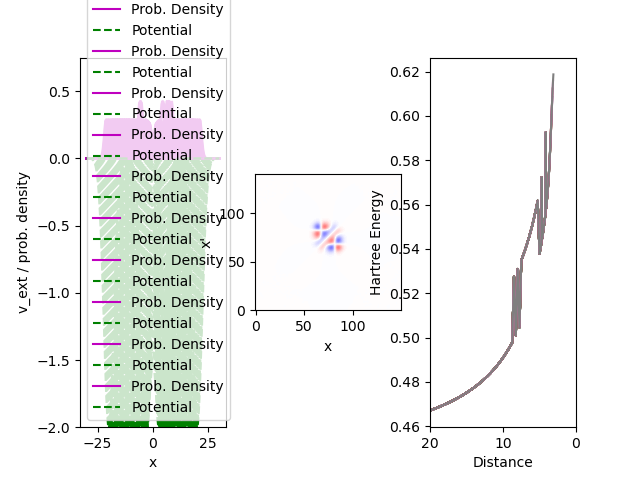 Prob. Density
Potential
Prob. Density
Potential
Prob. Density
Potential
Prob. Density
Potential
Prob. Density
Potential
Prob. Density
Potential
Prob. Density
Potential
Prob. Density
Potential
Prob. Density
Potential
Prob. Density
Potential
0.5
0.0
−0.5
−1.0
−1.5
−2.0
−25
0
25
x
v_ext / prob. density
100
50
0
0
50
100
x
x'
0.62
0.60
0.58
0.56
0.54
0.52
0.50
0.48
0.46
20
10
0
Distance
Hartree Energy